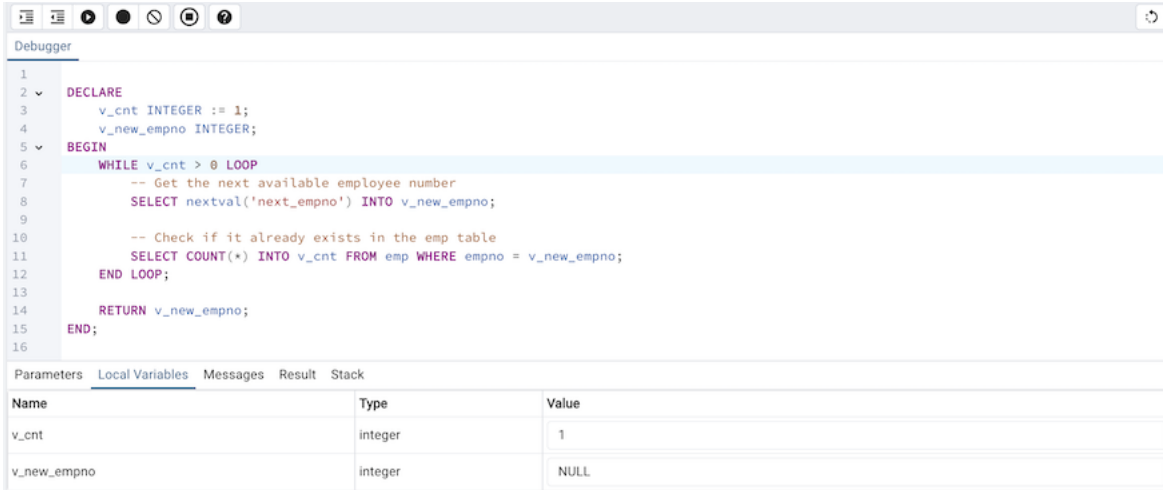 Debugger
1
2 DECLARE
3 v_cnt INTEGER := 1;
4 v_new_empno INTEGER;
5 BEGIN
6 WHILE v_cnt > 0 LOOP
7 -- Get the next available employee number
8 SELECT nextval('next_empno') INTO v_new_empno;
9
10 -- Check if it already exists in the emp table
11 SELECT COUNT(*) INTO v_cnt FROM emp WHERE empno = v_new_empno;
12 END LOOP;
13
14 RETURN v_new_empno;
15 END;
16
Parameters Local Variables Messages Result Stack
Name Type Value
v_cnt integer 1
v_new_empno integer NULL